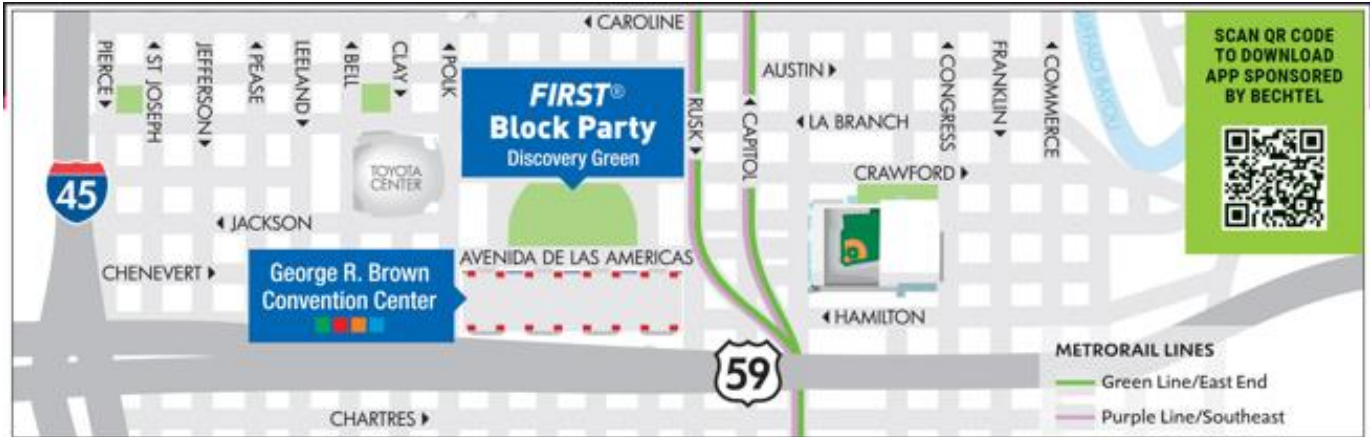 ◄ CAROLINE
PIERCE ►
◄ ST JOSEPH
JEFFERSON ►
◄ PEASE
LEELAND ►
◄ BELL
CLAY ►
◄ POLK
FIRST®
Block Party
Discovery Green
RUSK ►
◄ CAPITOL
AUSTIN ►
◄ LA BRANCH
◄ CONGRESS
FRANKLIN ►
◄ COMMERCE
BUFFALO BAYOU
SCAN QR CODE
TO DOWNLOAD
APP SPONSORED
BY BECHTEL
45
TOYOTA
CENTER
CRAWFORD ►
◄ JACKSON
CHENEVERT ►
AVENIDA DE LAS AMERICAS
George R. Brown
Convention Center
◄ HAMILTON
59
CHARTRES ►
METRORAIL LINES
Green Line/East End
Purple Line/Southeast